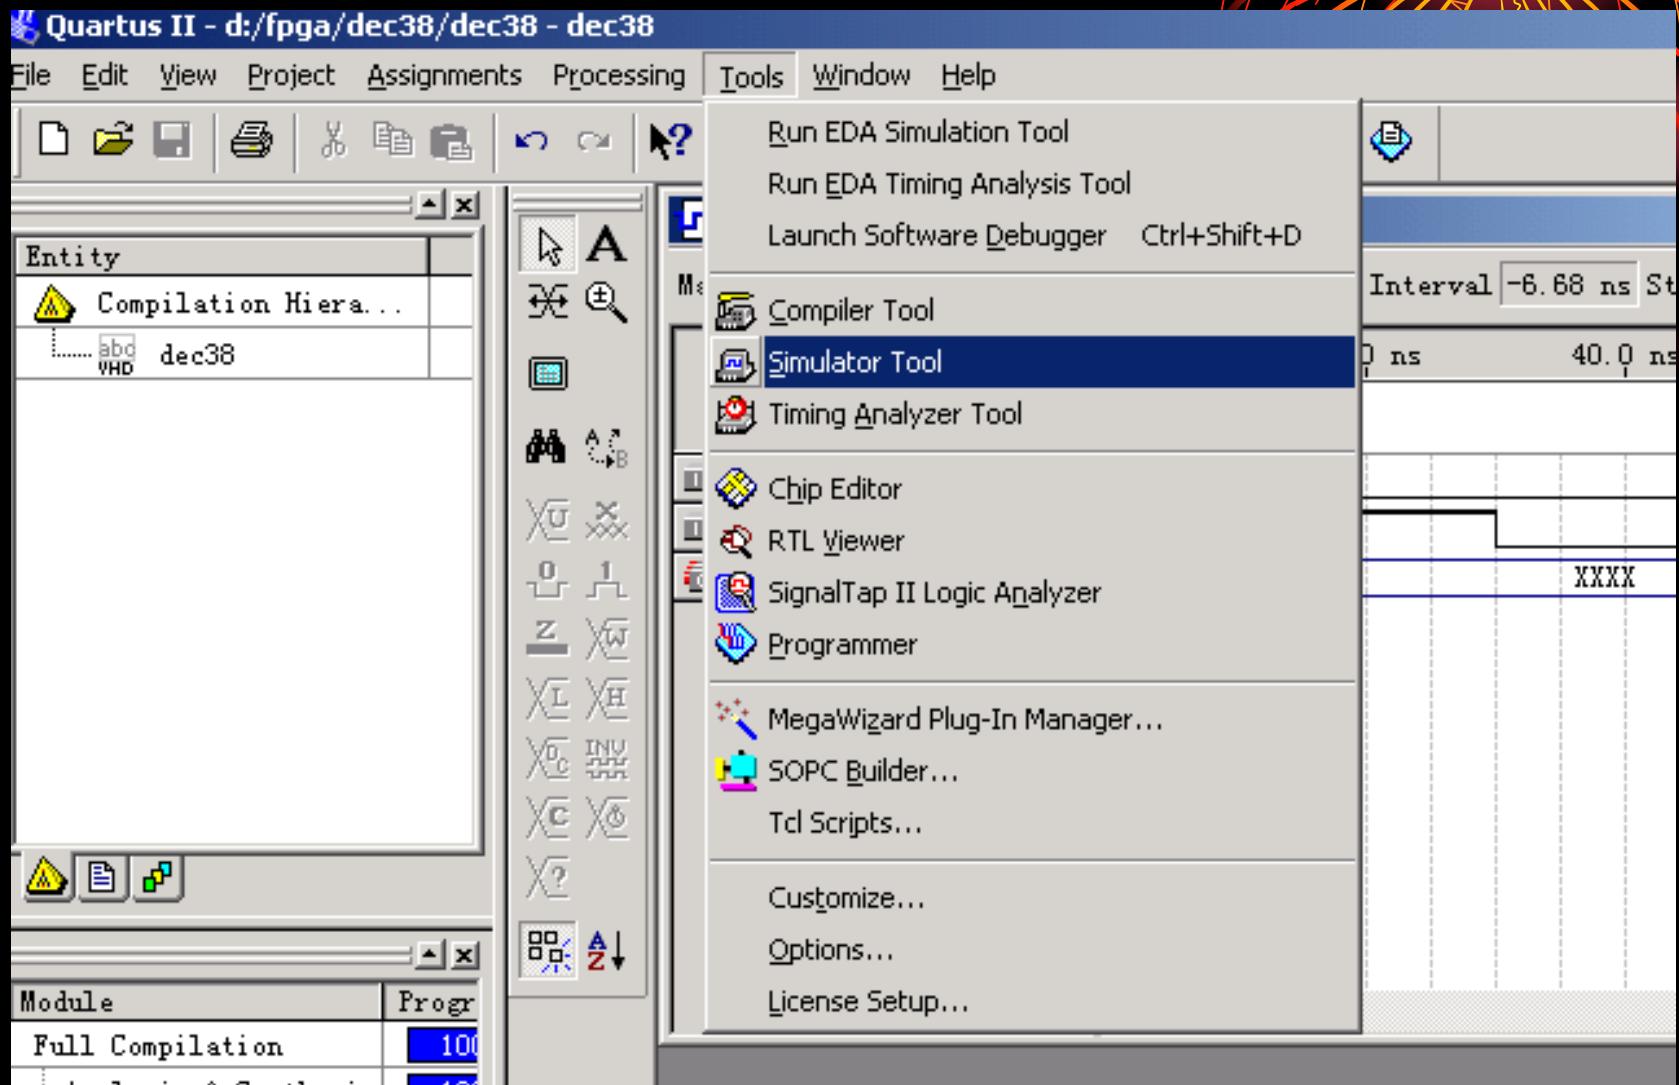 Quartus II - d:/fpga/dec38/dec38 - dec38
File Edit View Project Assignments Processing Tools Window Help
Run EDA Simulation Tool
Run EDA Timing Analysis Tool
Launch Software Debugger Ctrl+Shift+D
Compiler Tool
Simulator Tool
Timing Analyzer Tool
Chip Editor
RTL Viewer
SignalTap II Logic Analyzer
Programmer
MegaWizard Plug-In Manager...
SOPC Builder...
Tcl Scripts...
Customize...
Options...
License Setup...
Entity
Compilation Hiera...
abc
VHD
dec38
Module Progr
Full Compilation 100
Interval -6.68 ns St
ns 40.0 ns
XXXX